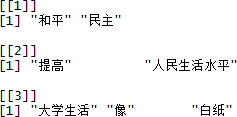 [[1]]
[1] "和平" "民主"
[[2]]
[1] "提高"         "人民生活水平"
[[3]]
[1] "大学生活" "像"       "白纸"